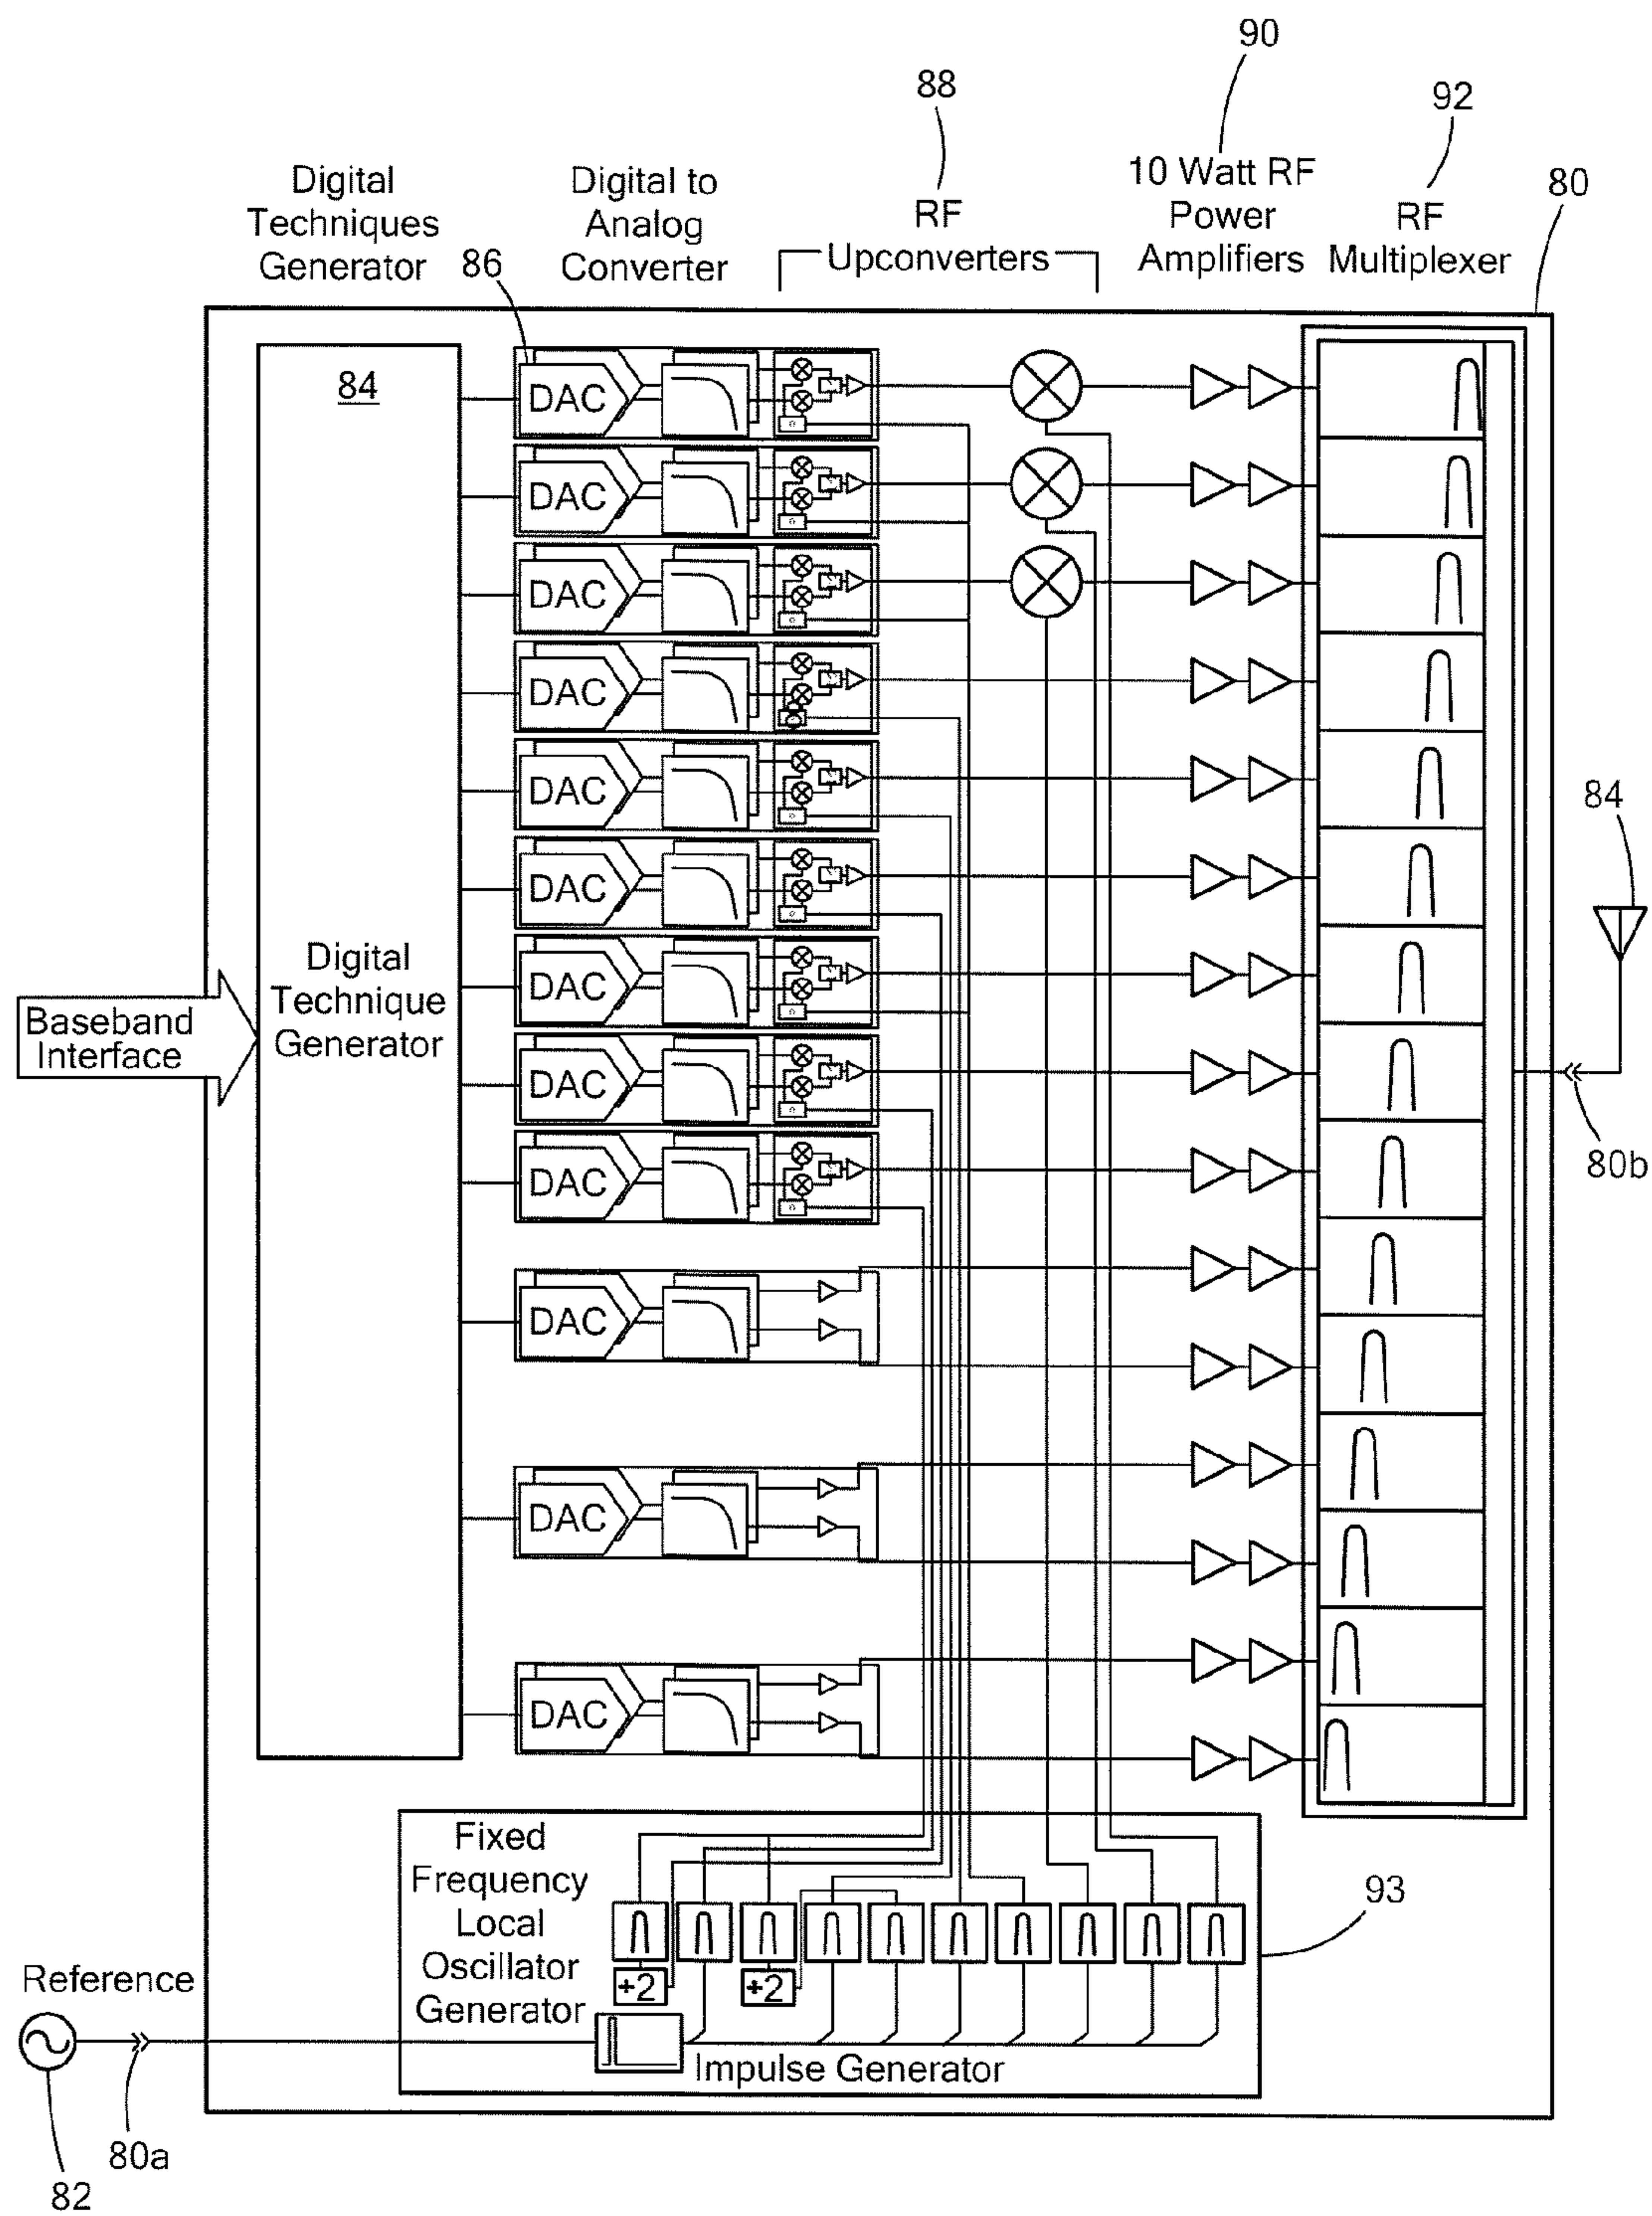 90
88
92
Digital
Techniques
Generator
Digital to
Analog
Converter
RF
Upconverters
10 Watt RF
Power
Amplifiers
RF
Multiplexer
80
86
84
DAC
DAC
DAC
DAC
DAC
DAC
DAC
DAC
DAC
DAC
DAC
DAC
Digital
Technique
Generator
Baseband
Interface
84
80b
Fixed
Frequency
Local
Oscillator
Generator
+2
+2
Impulse Generator
93
Reference
80a
82